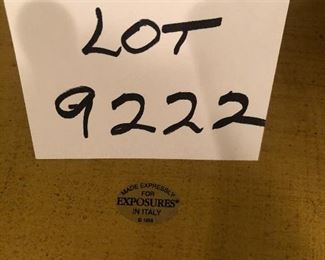 LOT
9222
MADE EXPRESSLY
FOR
EXPOSURES®
IN ITALY